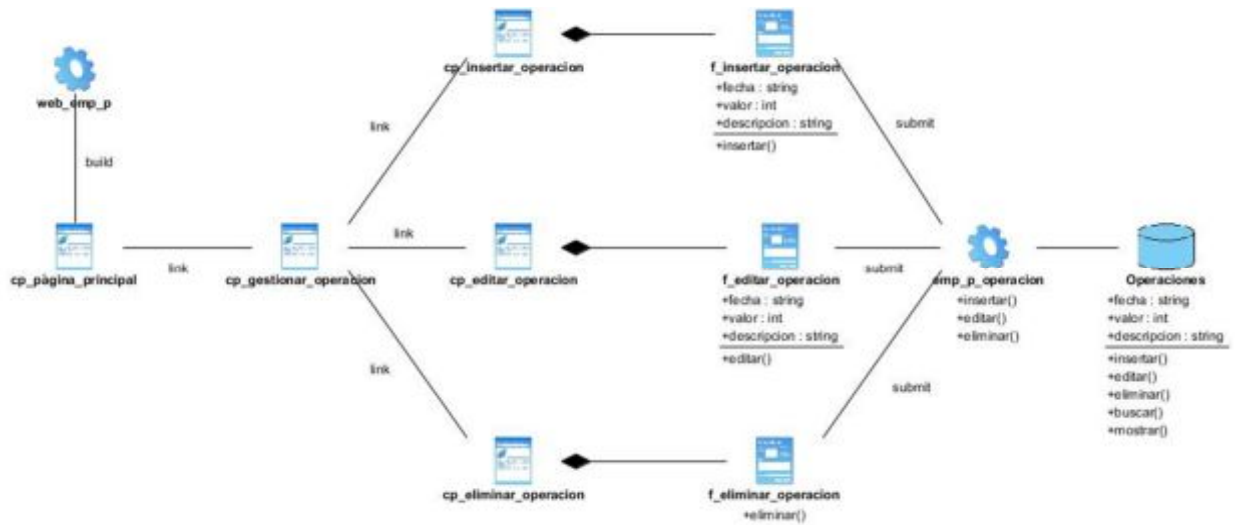 web_emp_p
build
cp_pàgina_principal
link
cp_gestionar_operacion
link
link
link
cp_insertar_operacion
cp_editar_operacion
cp_eliminar_operacion
f_insertar_operacion
+fecha : string
+valor : int
+descripcion : string
+insertar()
f_editar_operacion
+fecha : string
+valor : int
+descripcion : string
+editar()
f_eliminar_operacion
+eliminar()
submit
submit
submit
emp_p_operacion
+insertar()
+editar()
+eliminar()
Operaciones
+fecha : string
+valor : int
+descripcion : string
+insertar()
+editar()
+eliminar()
+buscar()
+mostrar()